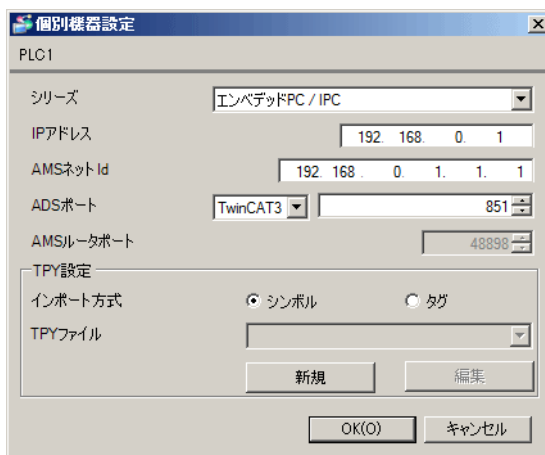 個別機器設定
PLC1
シリーズ エンベデッドPC / IPC
IPアドレス 192. 168. 0. 1
AMSネットId 192. 168. 0. 1. 1. 1
ADSポート TwinCAT3 851
AMSルータポート 48898
TPY設定
インポート方式 シンボル タグ
TPYファイル
新規 編集
OK(O) キャンセル